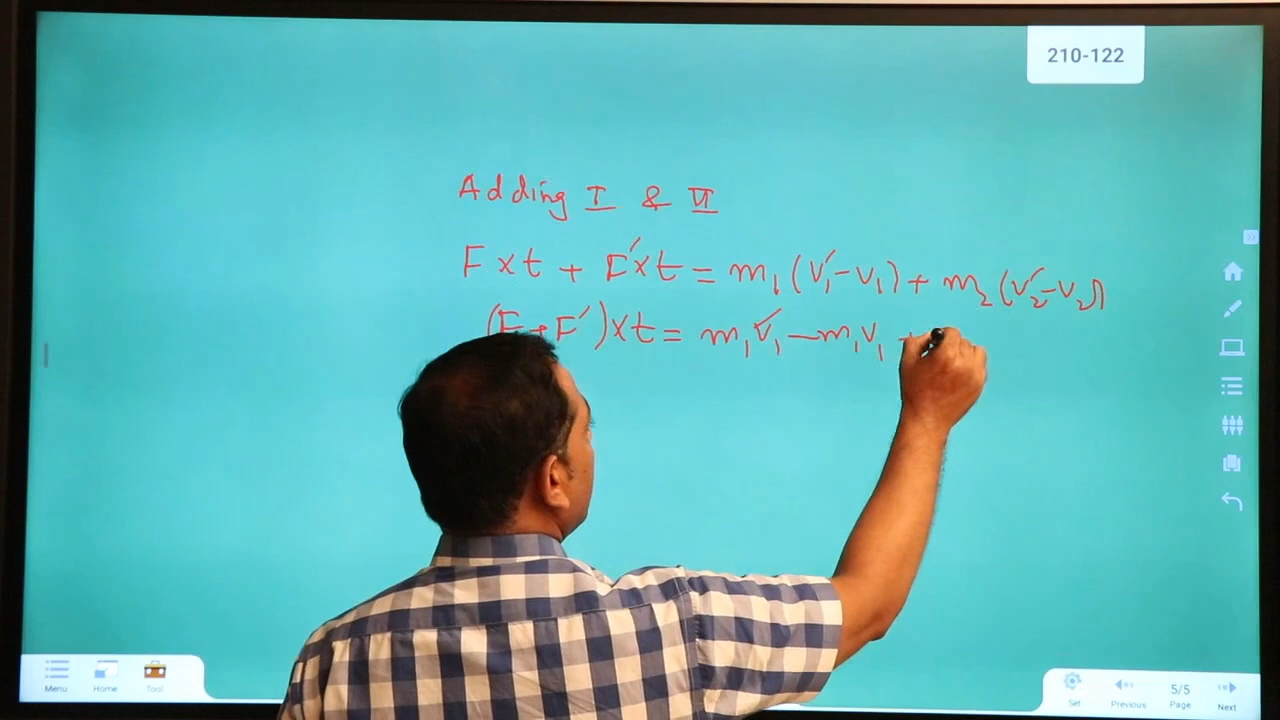 210-122
Adding I & VI
F x t + F' x t = m₁(v₁' - v₁) + m₂(v₂' - v₂)
(F + F') x t = m₁v₁' - m₁v₁ +
Menu
Home
Tool
Set
Previous
5/5
Page
Next